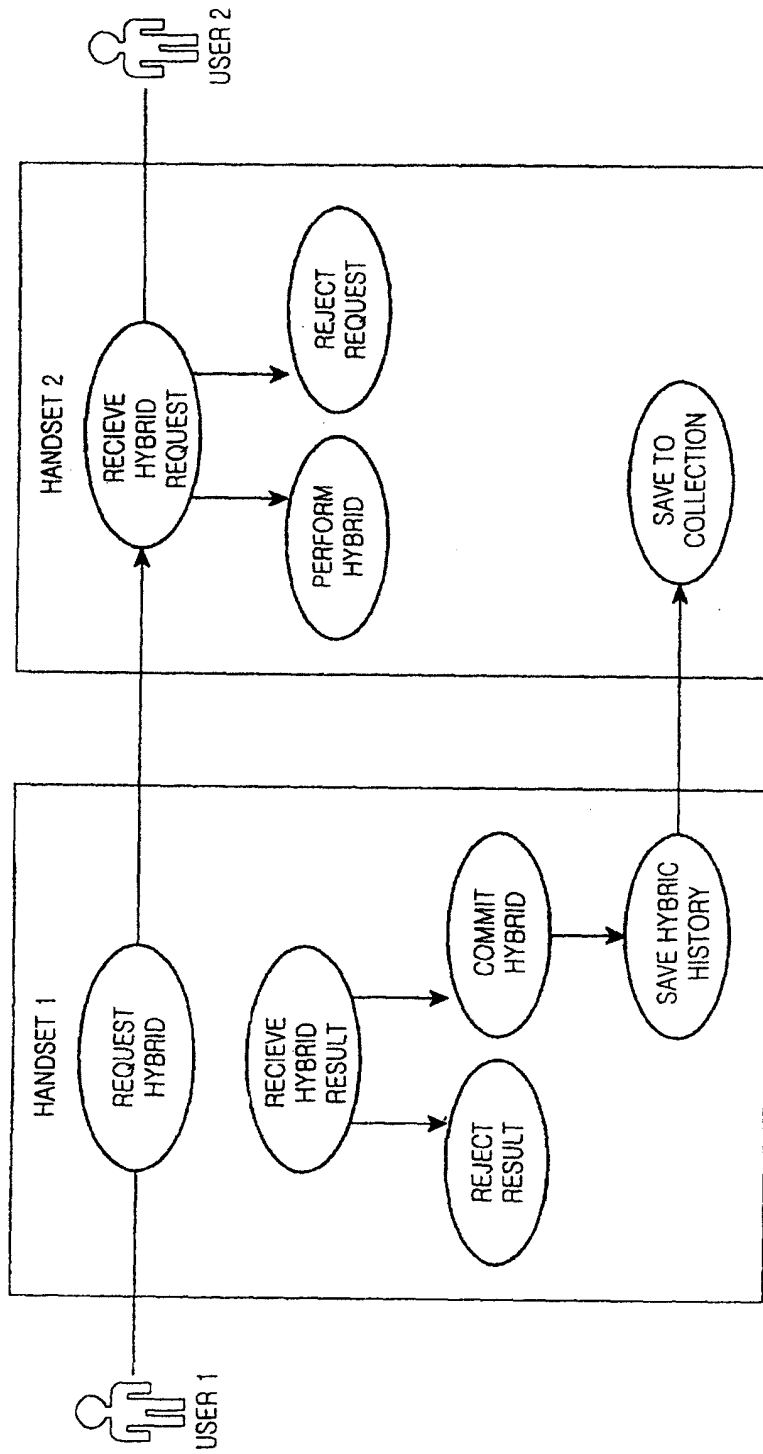 HANDSET 1
HANDSET 2
USER 1
REQUEST
HYBRID
RECIEVE
HYBRID
REQUEST
USER 2
RECIEVE
HYBRID
RESULT
PERFORM
HYBRID
REJECT
REQUEST
REJECT
RESULT
COMMIT
HYBRID
SAVE HYBRIC
HISTORY
SAVE TO
COLLECTION